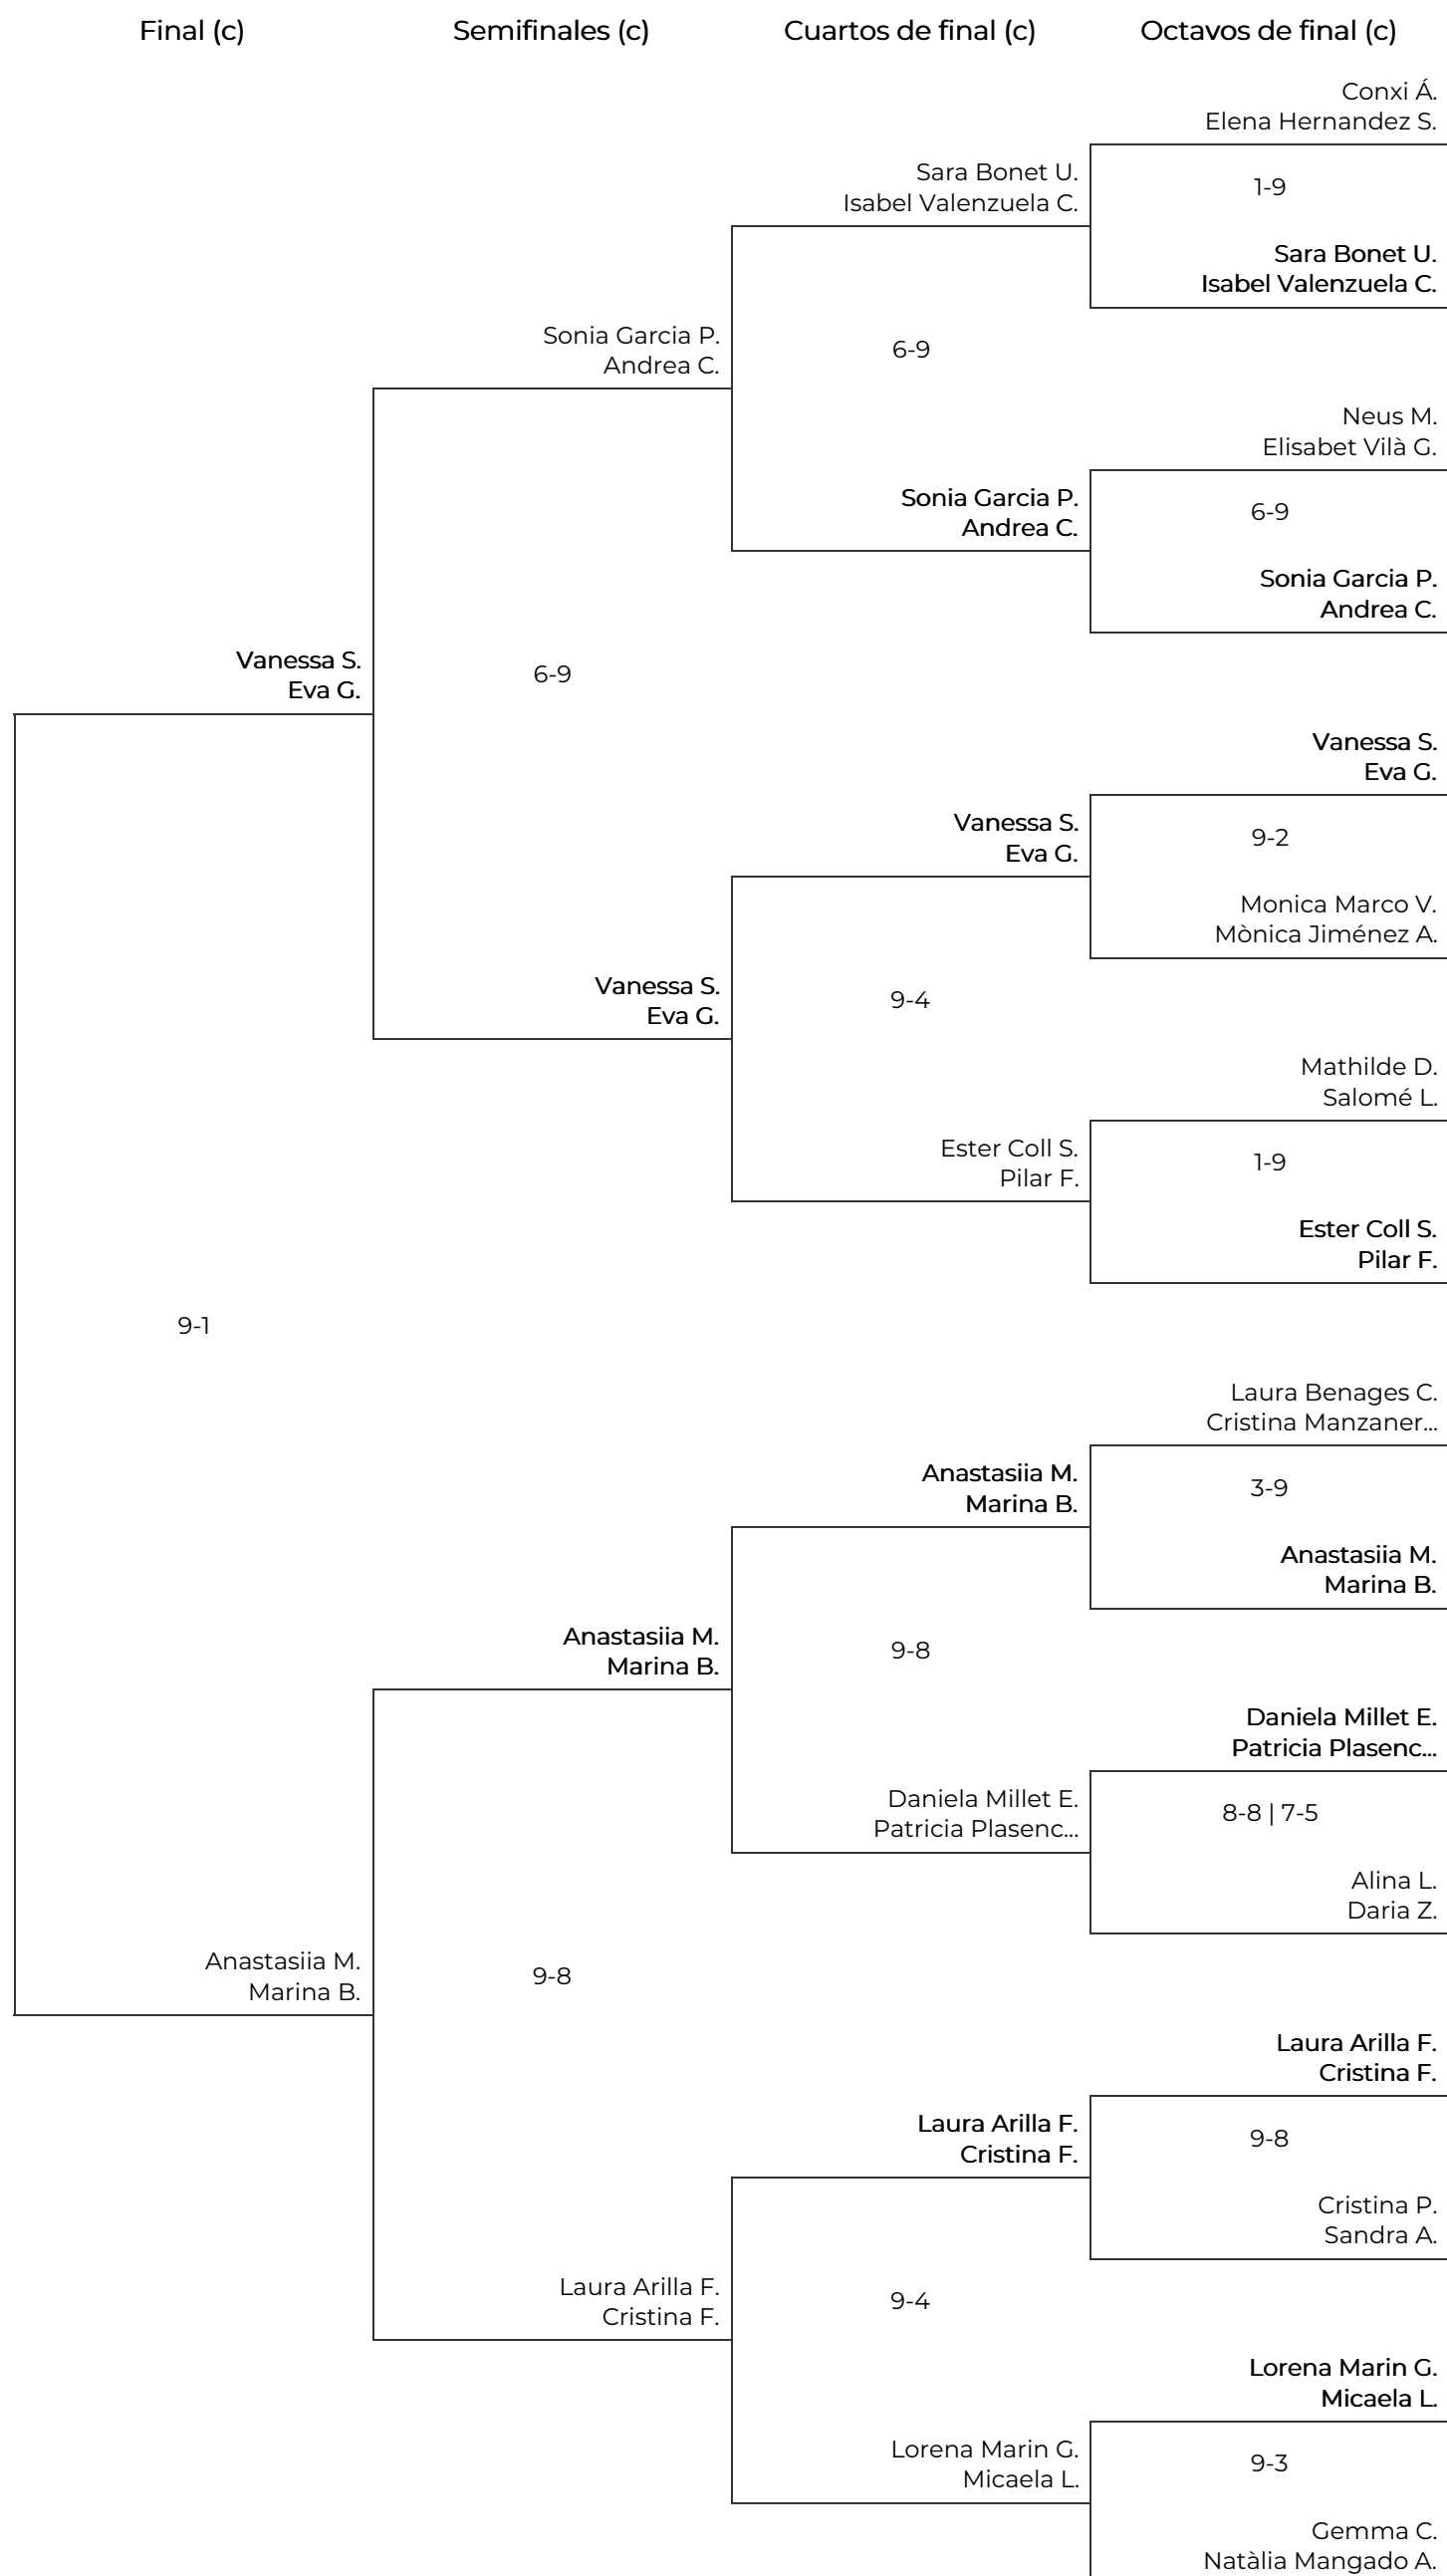 Final (c)
Semifinales (c)
Cuartos de final (c)
Octavos de final (c)
Conxi Á.
Elena Hernandez S.
Sara Bonet U.
Isabel Valenzuela C.
1-9
Sara Bonet U.
Isabel Valenzuela C.
Sonia Garcia P.
Andrea C.
6-9
Neus M.
Elisabet Vilà G.
Sonia Garcia P.
Andrea C.
6-9
Sonia Garcia P.
Andrea C.
Vanessa S.
Eva G.
6-9
Vanessa S.
Eva G.
Vanessa S.
Eva G.
9-2
Monica Marco V.
Mònica Jiménez A.
Vanessa S.
Eva G.
9-4
Mathilde D.
Salomé L.
Ester Coll S.
Pilar F.
1-9
Ester Coll S.
Pilar F.
9-1
Laura Benages C.
Cristina Manzaner...
Anastasiia M.
Marina B.
3-9
Anastasiia M.
Marina B.
Anastasiia M.
Marina B.
9-8
Daniela Millet E.
Patricia Plasenc...
Daniela Millet E.
Patricia Plasenc...
8-8 | 7-5
Alina L.
Daria Z.
Anastasiia M.
Marina B.
9-8
Laura Arilla F.
Cristina F.
Laura Arilla F.
Cristina F.
9-8
Cristina P.
Sandra A.
Laura Arilla F.
Cristina F.
9-4
Lorena Marin G.
Micaela L.
Lorena Marin G.
Micaela L.
9-3
Gemma C.
Natàlia Mangado A.